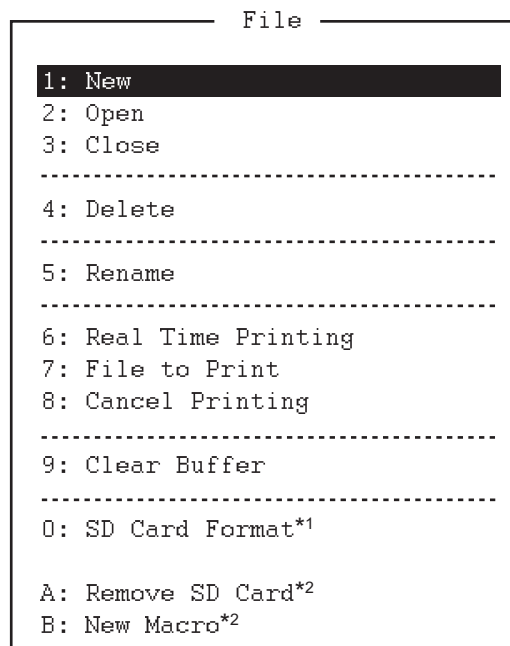 File
1: New
2: Open
3: Close
4: Delete
5: Rename
6: Real Time Printing
7: File to Print
8: Cancel Printing
9: Clear Buffer
0: SD Card Format*1
A: Remove SD Card*2
B: New Macro*2